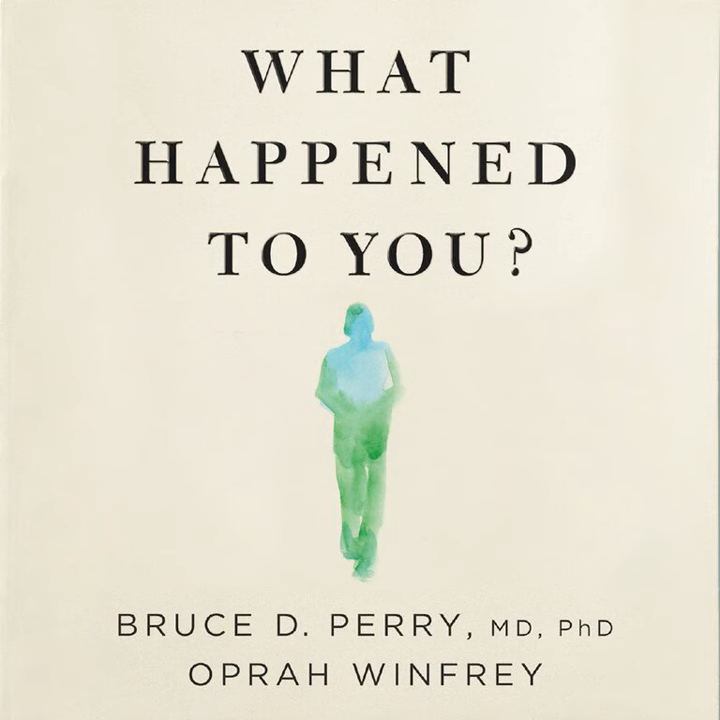 WHAT
HAPPENED
TO YOU?
BRUCE D. PERRY, MD, PhD
OPRAH WINFREY